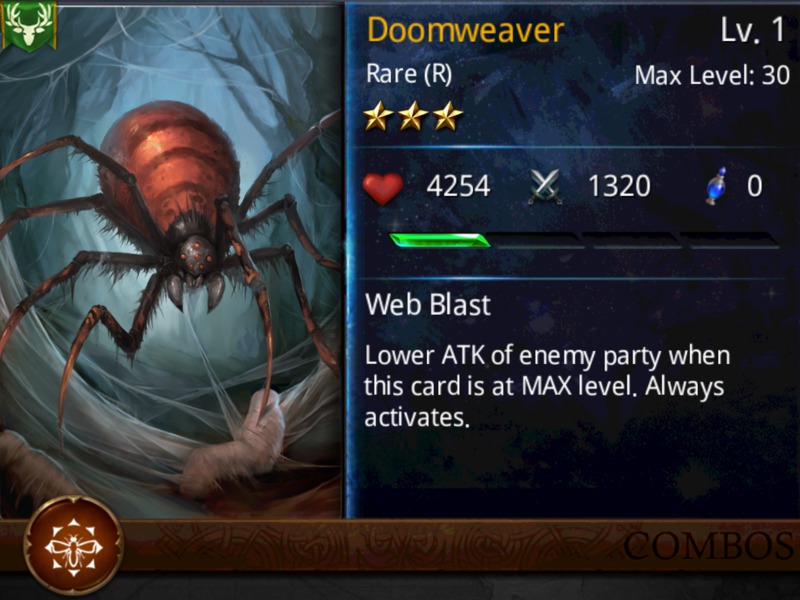 Doomweaver Lv. 1
Rare (R) Max Level: 30
4254 1320 0
Web Blast
Lower ATK of enemy party when
this card is at MAX level. Always
activates.
COMBOS